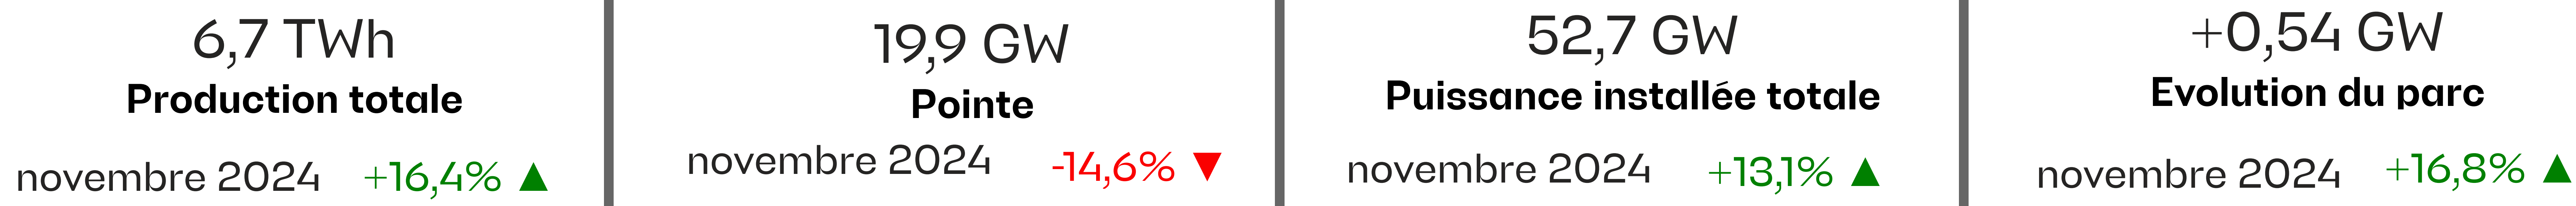 6,7 TWh
Production totale
novembre 2024 +16,4% ▲
19,9 GW
Pointe
novembre 2024 -14,6% ▼
52,7 GW
Puissance installée totale
novembre 2024 +13,1% ▲
+0,54 GW
Evolution du parc
novembre 2024 +16,8% ▲